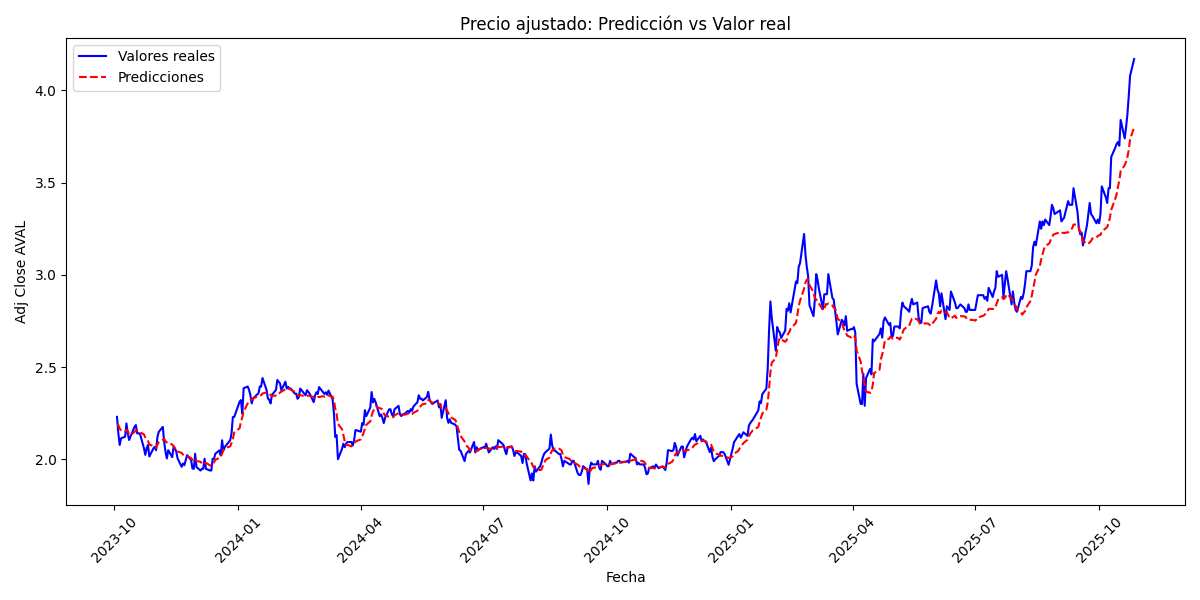 Precio ajustado: Predicción vs Valor real
Valores reales
Predicciones
Adj Close AVAL
4.0
3.5
3.0
2.5
2.0
2023-10
2024-01
2024-04
2024-07
2024-10
2025-01
2025-04
2025-07
2025-10
Fecha